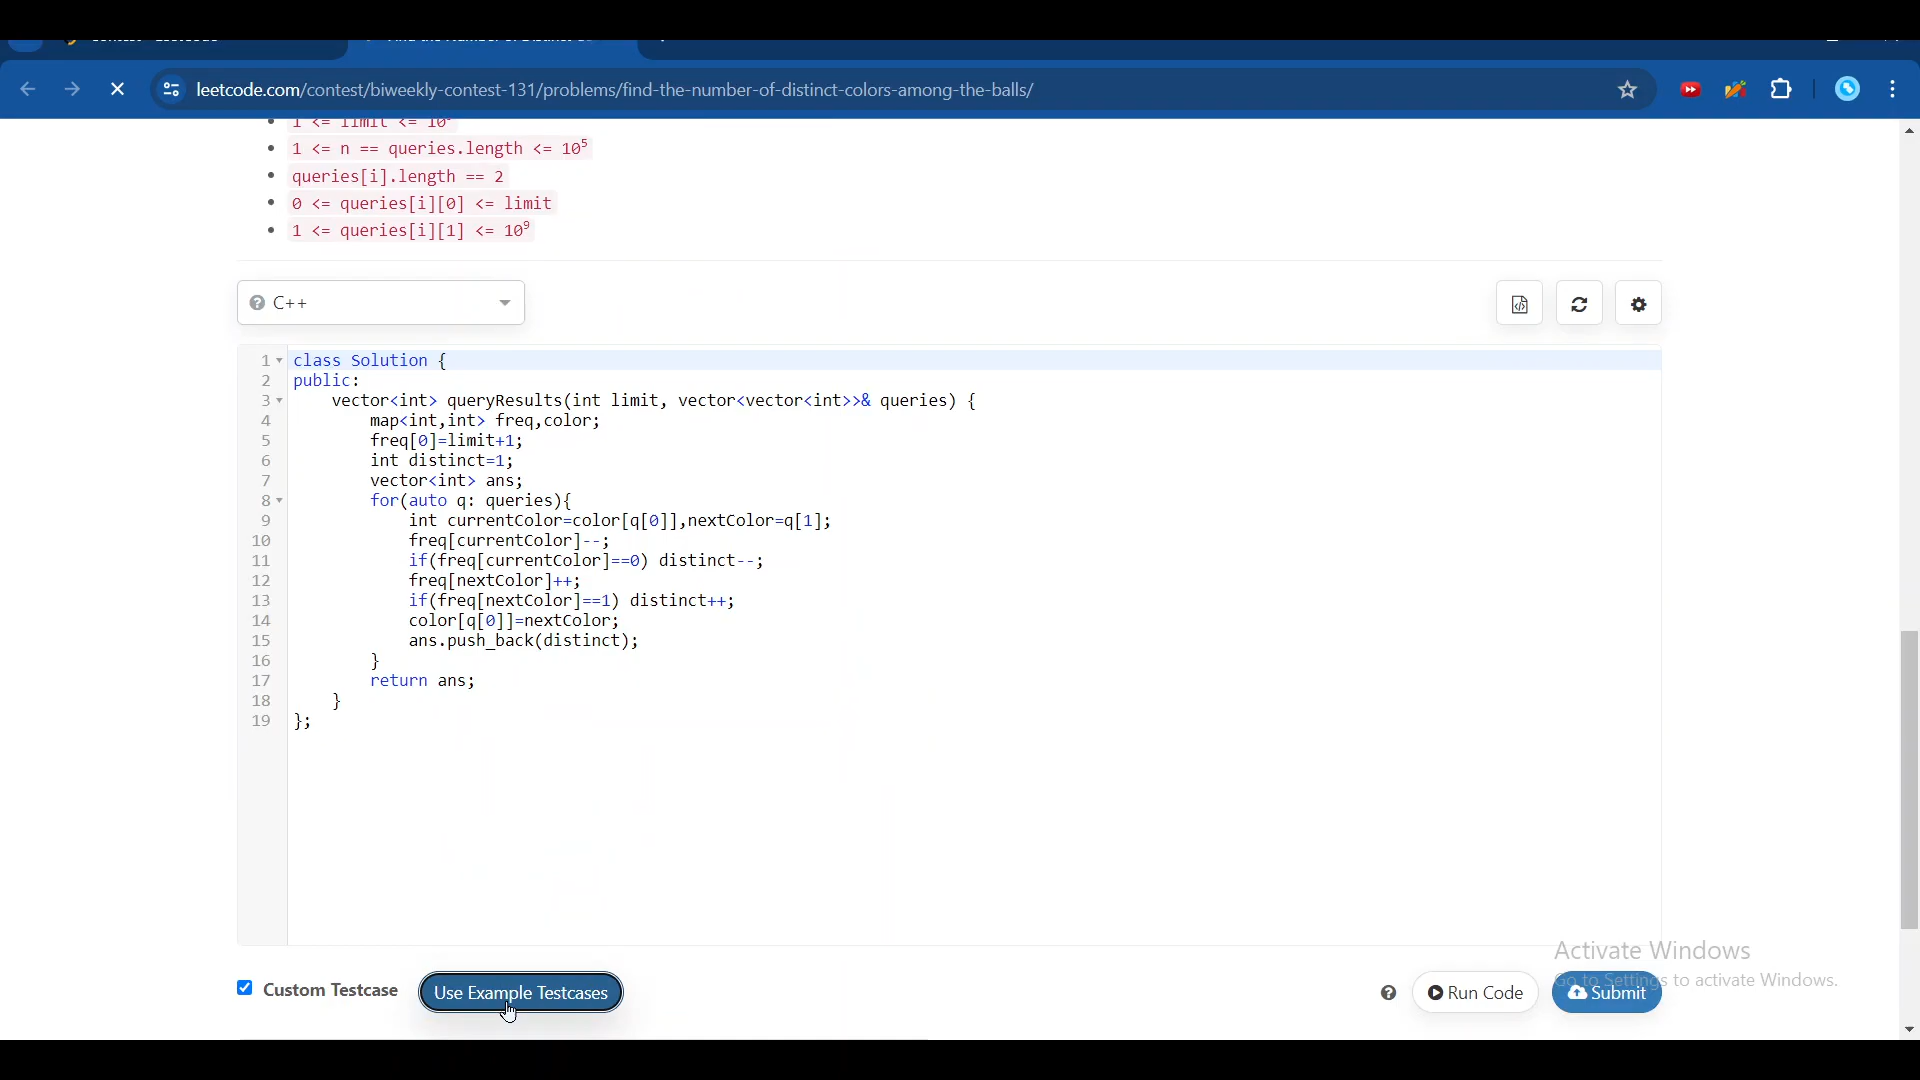 leetcode.com/contest/biweekly-contest-131/problems/find-the-number-of-distinct-colors-among-the-balls/
1 <= n == queries.length <= 10⁵
queries[i].length == 2
0 <= queries[i][0] <= limit
1 <= queries[i][1] <= 10⁹
C++
1 class Solution {
2 public:
3 vector<int> queryResults(int limit, vector<vector<int>>& queries) {
4 map<int,int> freq,color;
5 freq[0]=limit+1;
6 int distinct=1;
7 vector<int> ans;
8 for(auto q: queries){
9 int currentColor=color[q[0]],nextColor=q[1];
10 freq[currentColor]--;
11 if(freq[currentColor]==0) distinct--;
12 freq[nextColor]++;
13 if(freq[nextColor]==1) distinct++;
14 color[q[0]]=nextColor;
15 ans.push_back(distinct);
16 }
17 return ans;
18 }
19 };
Activate Windows
Go to Settings to activate Windows.
Custom Testcase
Use Example Testcases
Run Code
Submit